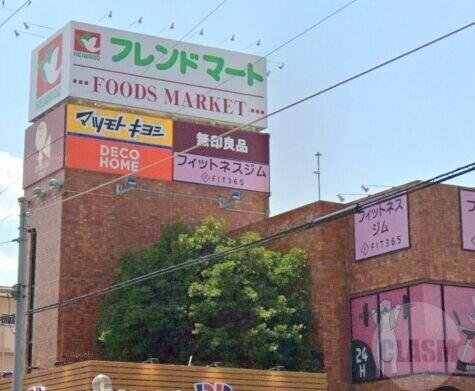 HEIWADO
フレンドマート
FOODS MARKET
マツモトキヨシ
DECO
HOME
無印良品
フィットネスジム
FIT365
フィットネス
ジム
FIT365
24
H
CLASH